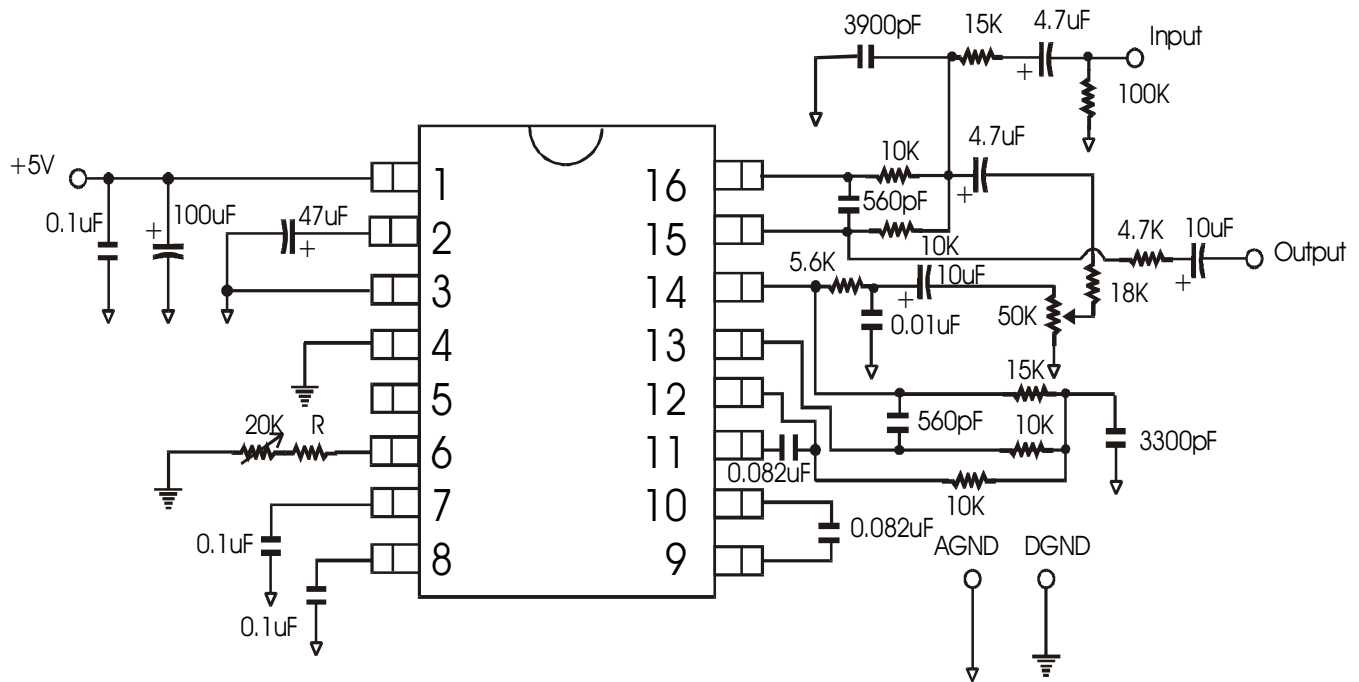 3900pF
15K
4.7uF
Input
100K
+5V
0.1uF
+
100uF
47uF
+
1
2
3
4
5
6
7
8
16
15
14
13
12
11
10
9
10K
4.7uF
+
+
560pF
10K
4.7K
10uF
+
Output
5.6K
10uF
+
0.01uF
50K
18K
15K
560pF
10K
3300pF
0.082uF
10K
0.082uF
20K
R
0.1uF
0.1uF
AGND
DGND